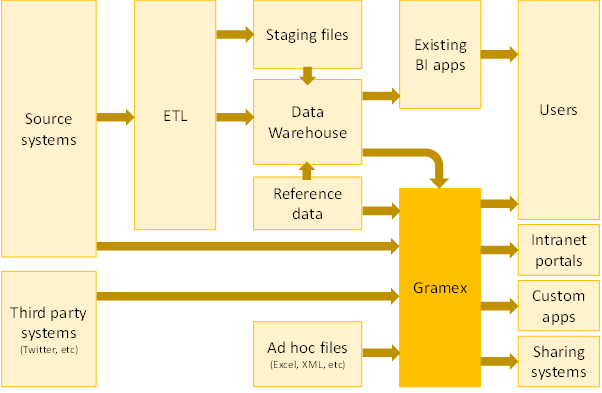 Source
systems
ETL
Staging files
Data
Warehouse
Reference
data
Existing
BI apps
Users
Gramex
Intranet
portals
Custom
apps
Sharing
systems
Third party
systems
(Twitter, etc)
Ad hoc files
(Excel, XML, etc)